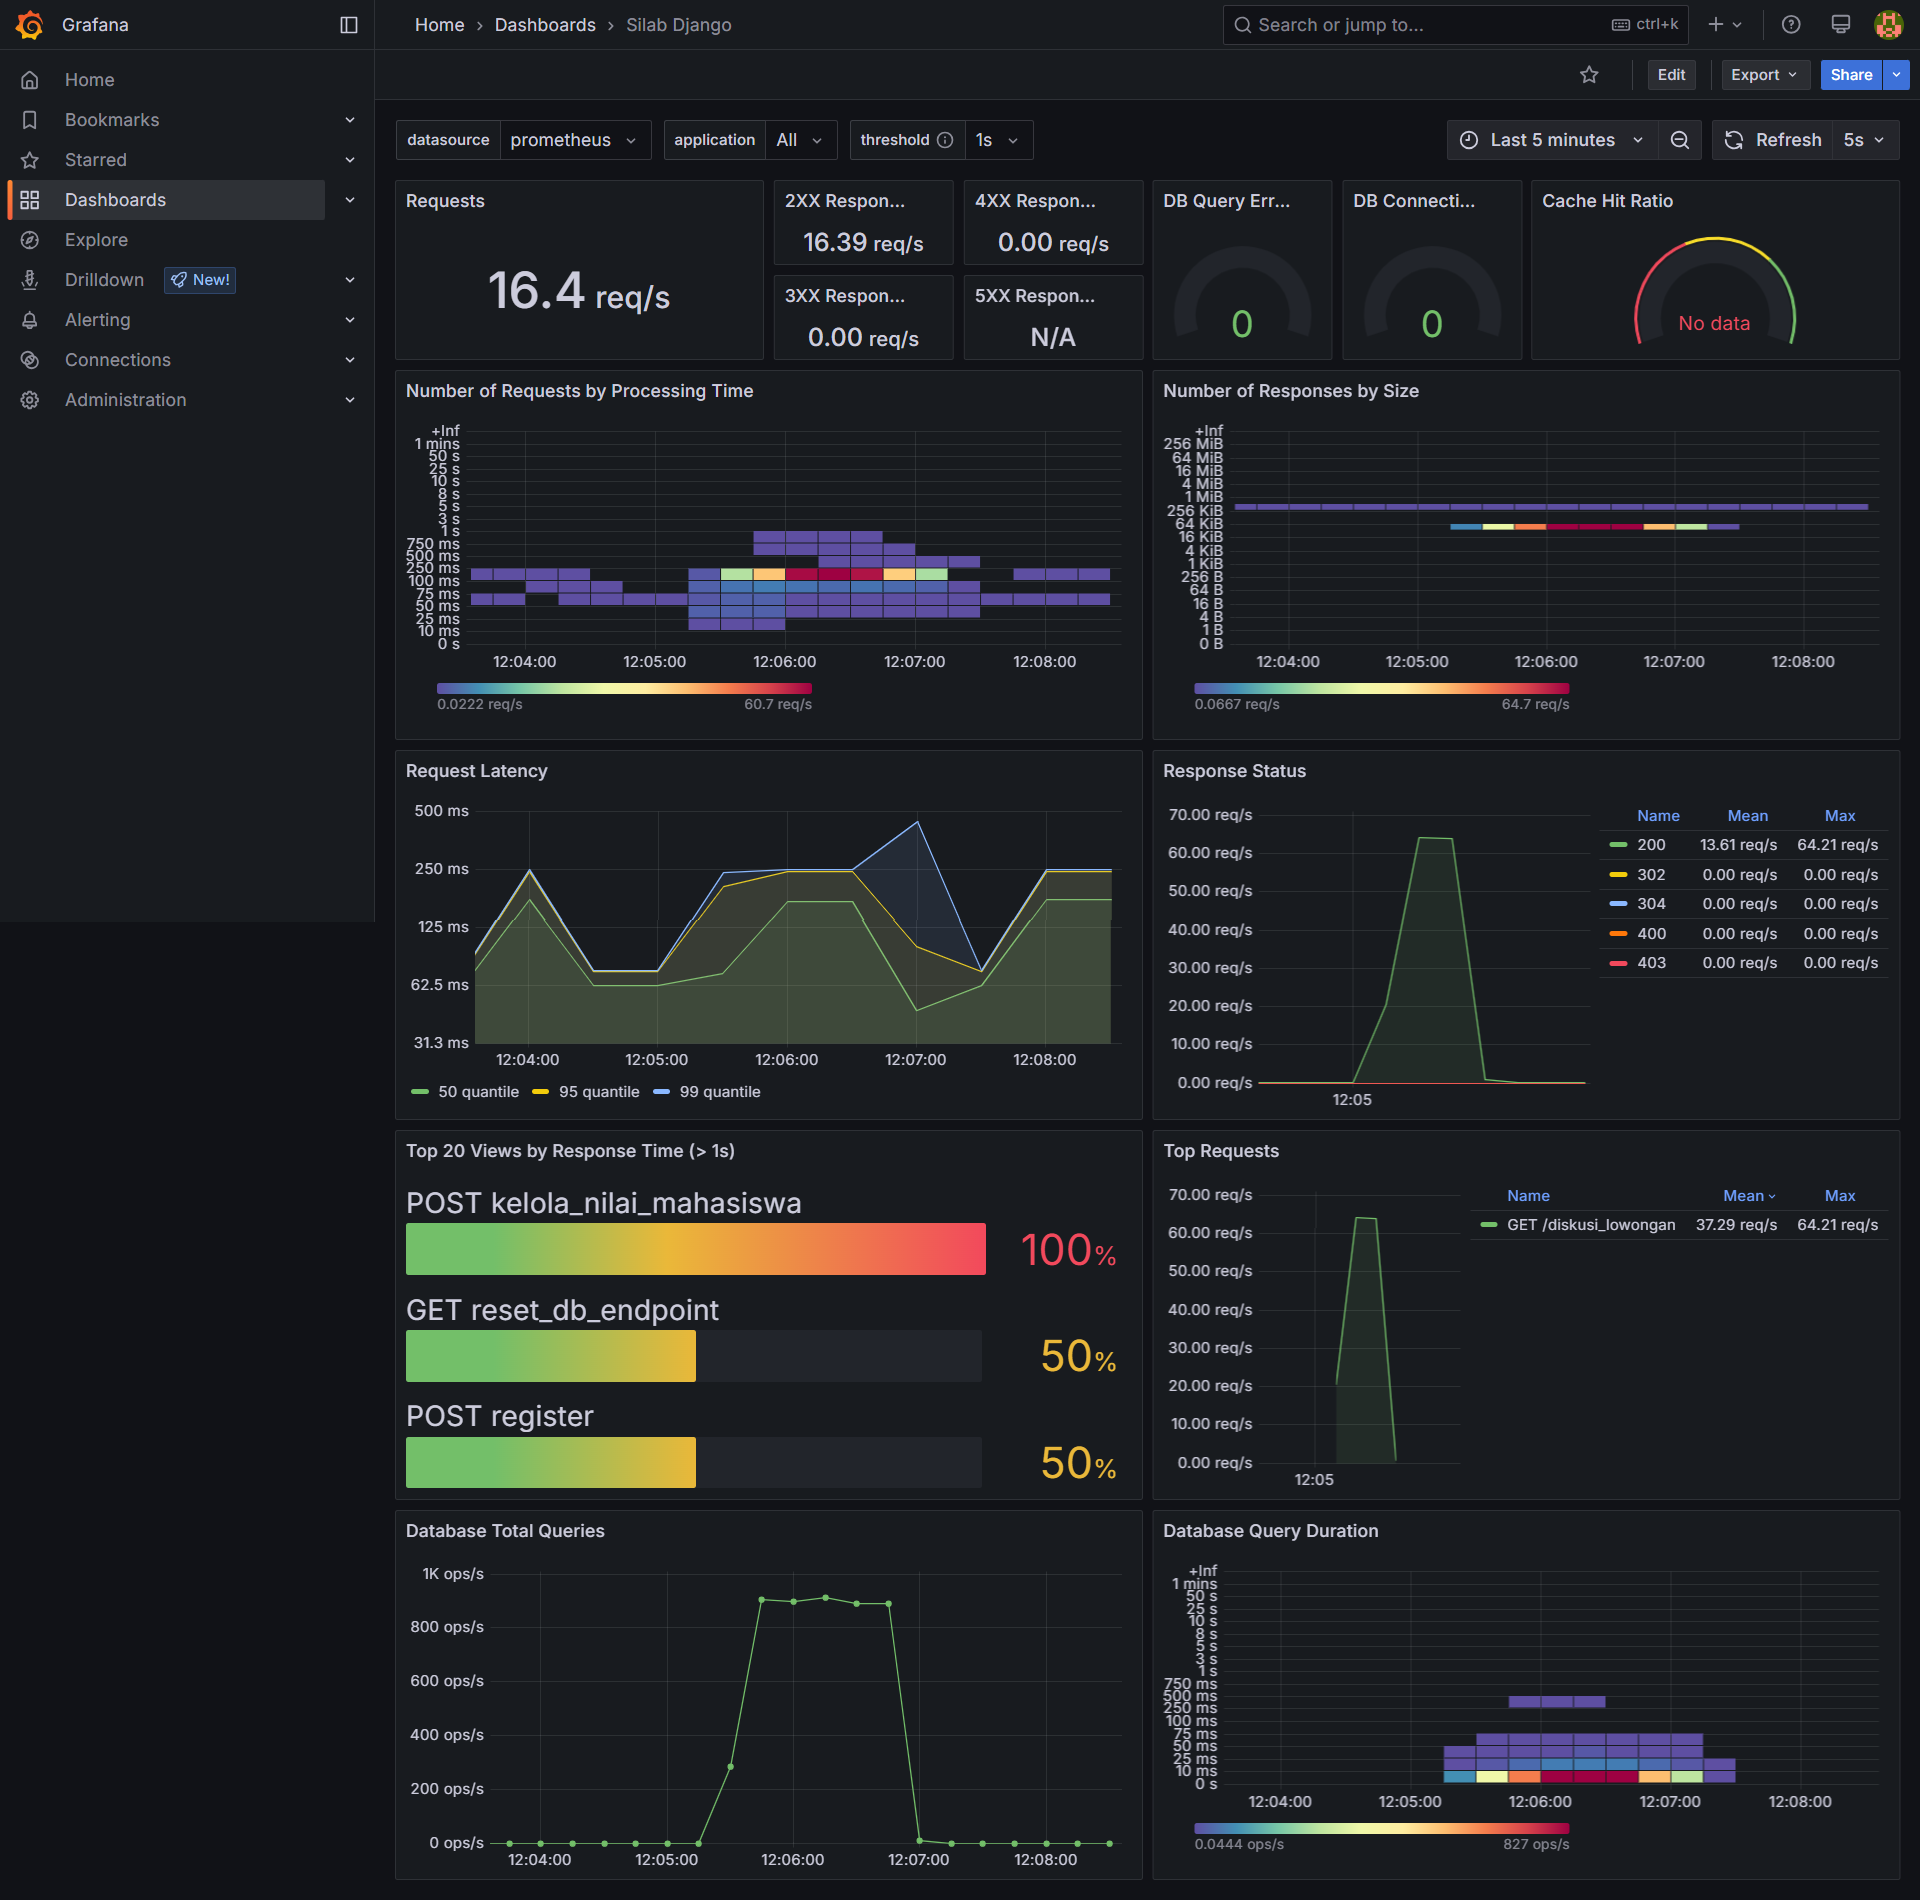 Grafana
Home › Dashboards › Silab Django
Search or jump to... ctrl+k
Home
Bookmarks
Starred
Dashboards
Explore
Drilldown New!
Alerting
Connections
Administration
Edit
Export
Share
datasource prometheus
application All
threshold 1s
Last 5 minutes
Refresh 5s
Requests
16.4 req/s
2XX Respon...
16.39 req/s
4XX Respon...
0.00 req/s
3XX Respon...
0.00 req/s
5XX Respon...
N/A
DB Query Err...
0
DB Connecti...
0
Cache Hit Ratio
No data
Number of Requests by Processing Time
+Inf
1 mins
50 s
25 s
10 s
8 s
5 s
3 s
1 s
750 ms
500 ms
250 ms
100 ms
75 ms
50 ms
25 ms
10 ms
0 s
12:04:00 12:05:00 12:06:00 12:07:00 12:08:00
0.0222 req/s 60.7 req/s
Number of Responses by Size
+Inf
256 MiB
64 MiB
16 MiB
4 MiB
1 MiB
256 KiB
64 KiB
16 KiB
4 KiB
1 KiB
256 B
64 B
16 B
4 B
1 B
0 B
12:04:00 12:05:00 12:06:00 12:07:00 12:08:00
0.0667 req/s 64.7 req/s
Request Latency
500 ms
250 ms
125 ms
62.5 ms
31.3 ms
12:04:00 12:05:00 12:06:00 12:07:00 12:08:00
50 quantile 95 quantile 99 quantile
Response Status
70.00 req/s
60.00 req/s
50.00 req/s
40.00 req/s
30.00 req/s
20.00 req/s
10.00 req/s
0.00 req/s
12:05
Name Mean Max
200 13.61 req/s 64.21 req/s
302 0.00 req/s 0.00 req/s
304 0.00 req/s 0.00 req/s
400 0.00 req/s 0.00 req/s
403 0.00 req/s 0.00 req/s
Top 20 Views by Response Time (> 1s)
POST kelola_nilai_mahasiswa
100%
GET reset_db_endpoint
50%
POST register
50%
Top Requests
70.00 req/s
60.00 req/s
50.00 req/s
40.00 req/s
30.00 req/s
20.00 req/s
10.00 req/s
0.00 req/s
12:05
Name Mean Max
GET /diskusi_lowongan 37.29 req/s 64.21 req/s
Database Total Queries
1K ops/s
800 ops/s
600 ops/s
400 ops/s
200 ops/s
0 ops/s
12:04:00 12:05:00 12:06:00 12:07:00 12:08:00
Database Query Duration
+Inf
1 mins
50 s
25 s
10 s
8 s
5 s
3 s
1 s
750 ms
500 ms
250 ms
100 ms
75 ms
50 ms
25 ms
10 ms
0 s
12:04:00 12:05:00 12:06:00 12:07:00 12:08:00
0.0444 ops/s 827 ops/s